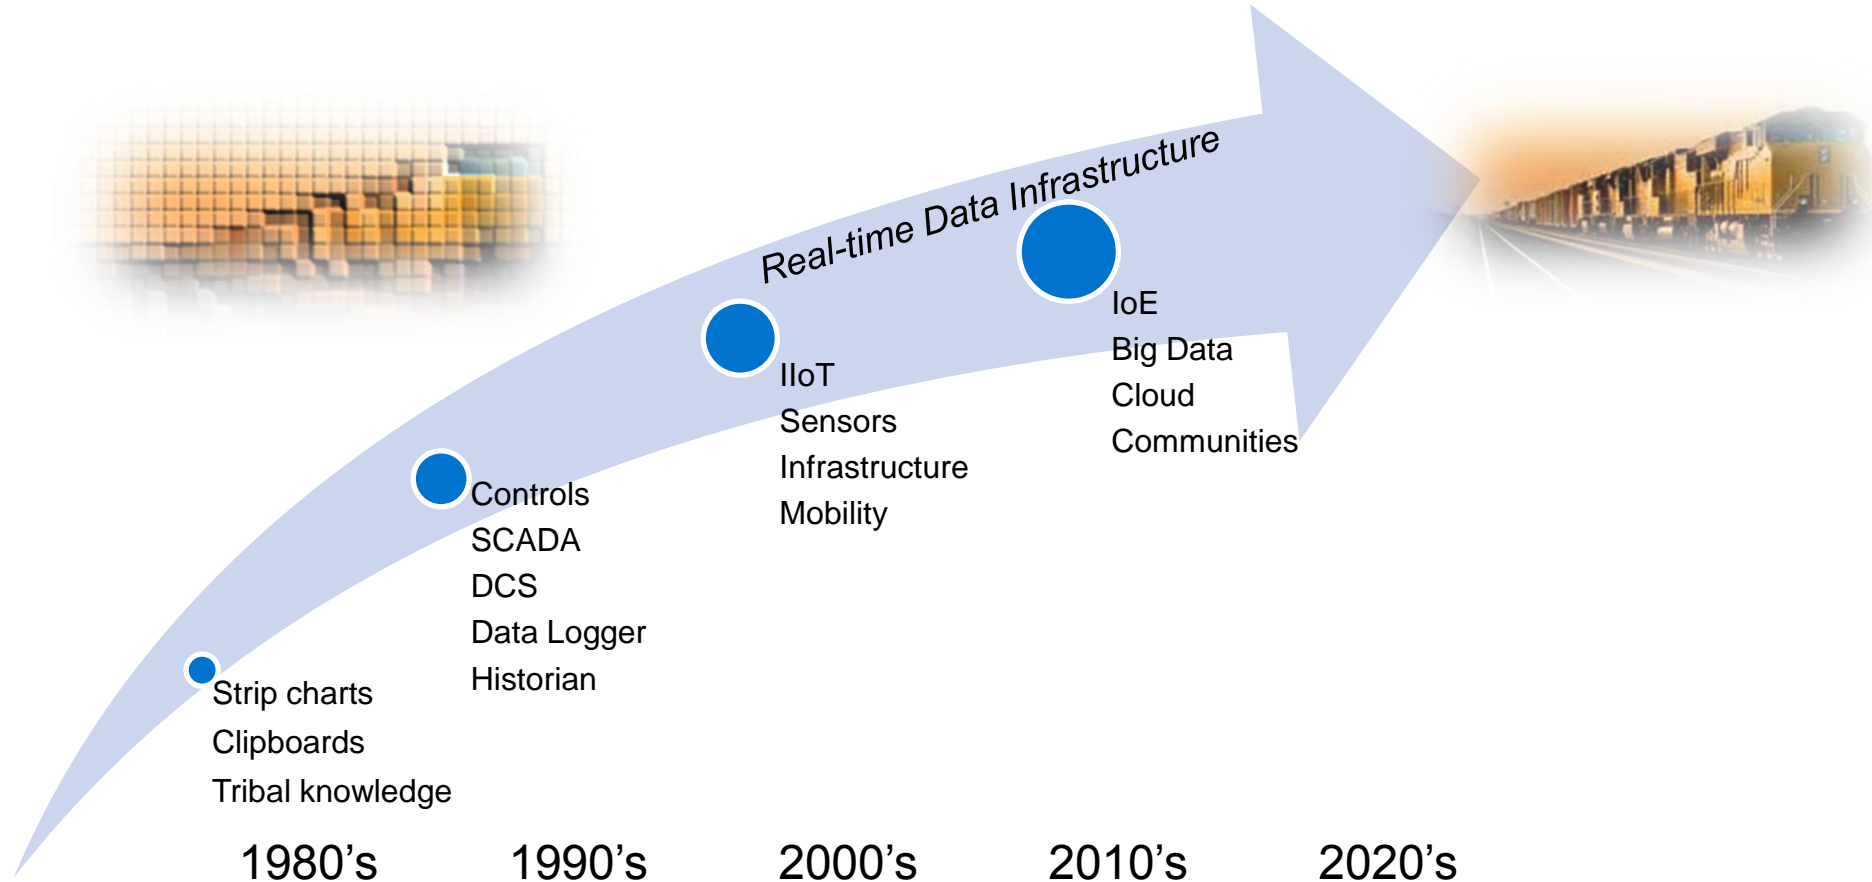 Real-time Data Infrastructure
IoE
Big Data
Cloud
Communities
IIoT
Sensors
Infrastructure
Mobility
Controls
SCADA
DCS
Data Logger
Historian
Strip charts
Clipboards
Tribal knowledge
1980’s 1990’s 2000’s 2010’s 2020’s